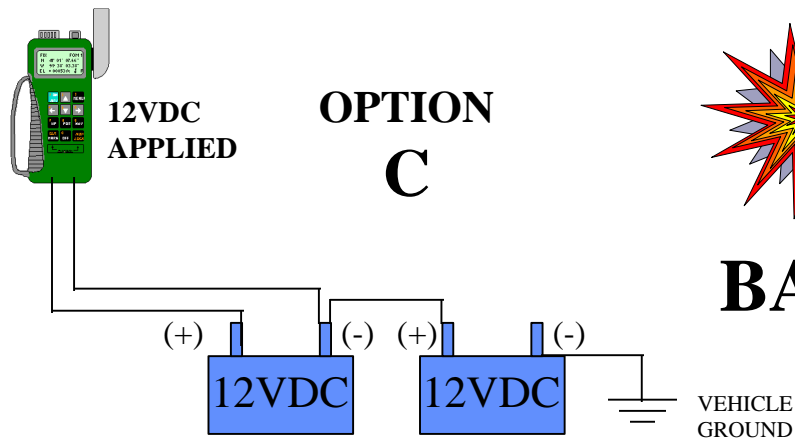 12VDC
APPLIED
OPTION
C
BA
(+) (-) (+) (-)
12VDC 12VDC
VEHICLE
GROUND